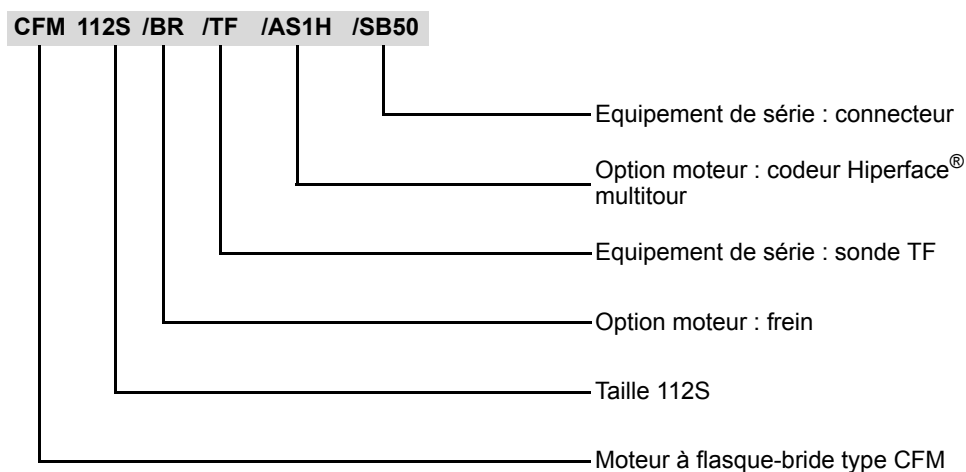 CFM 112S /BR /TF /AS1H /SB50
Equipement de série : connecteur
Option moteur : codeur Hiperface®
multitour
Equipement de série : sonde TF
Option moteur : frein
Taille 112S
Moteur à flasque-bride type CFM